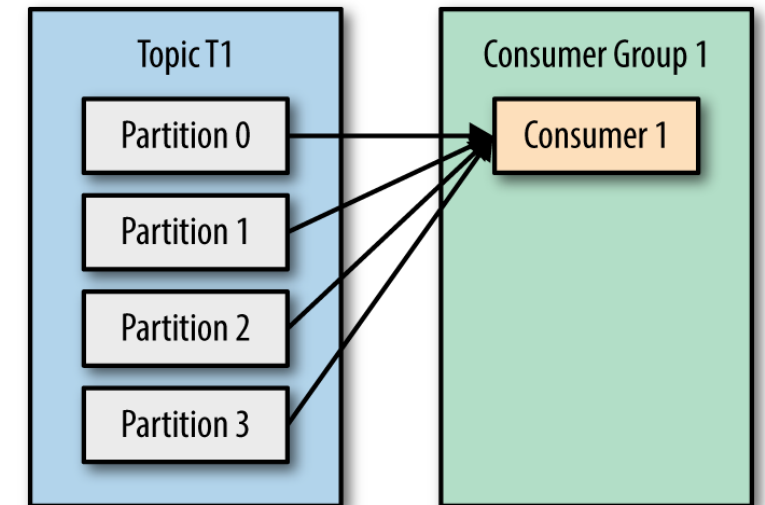 Topic T1
Partition 0
Partition 1
Partition 2
Partition 3
Consumer Group 1
Consumer 1